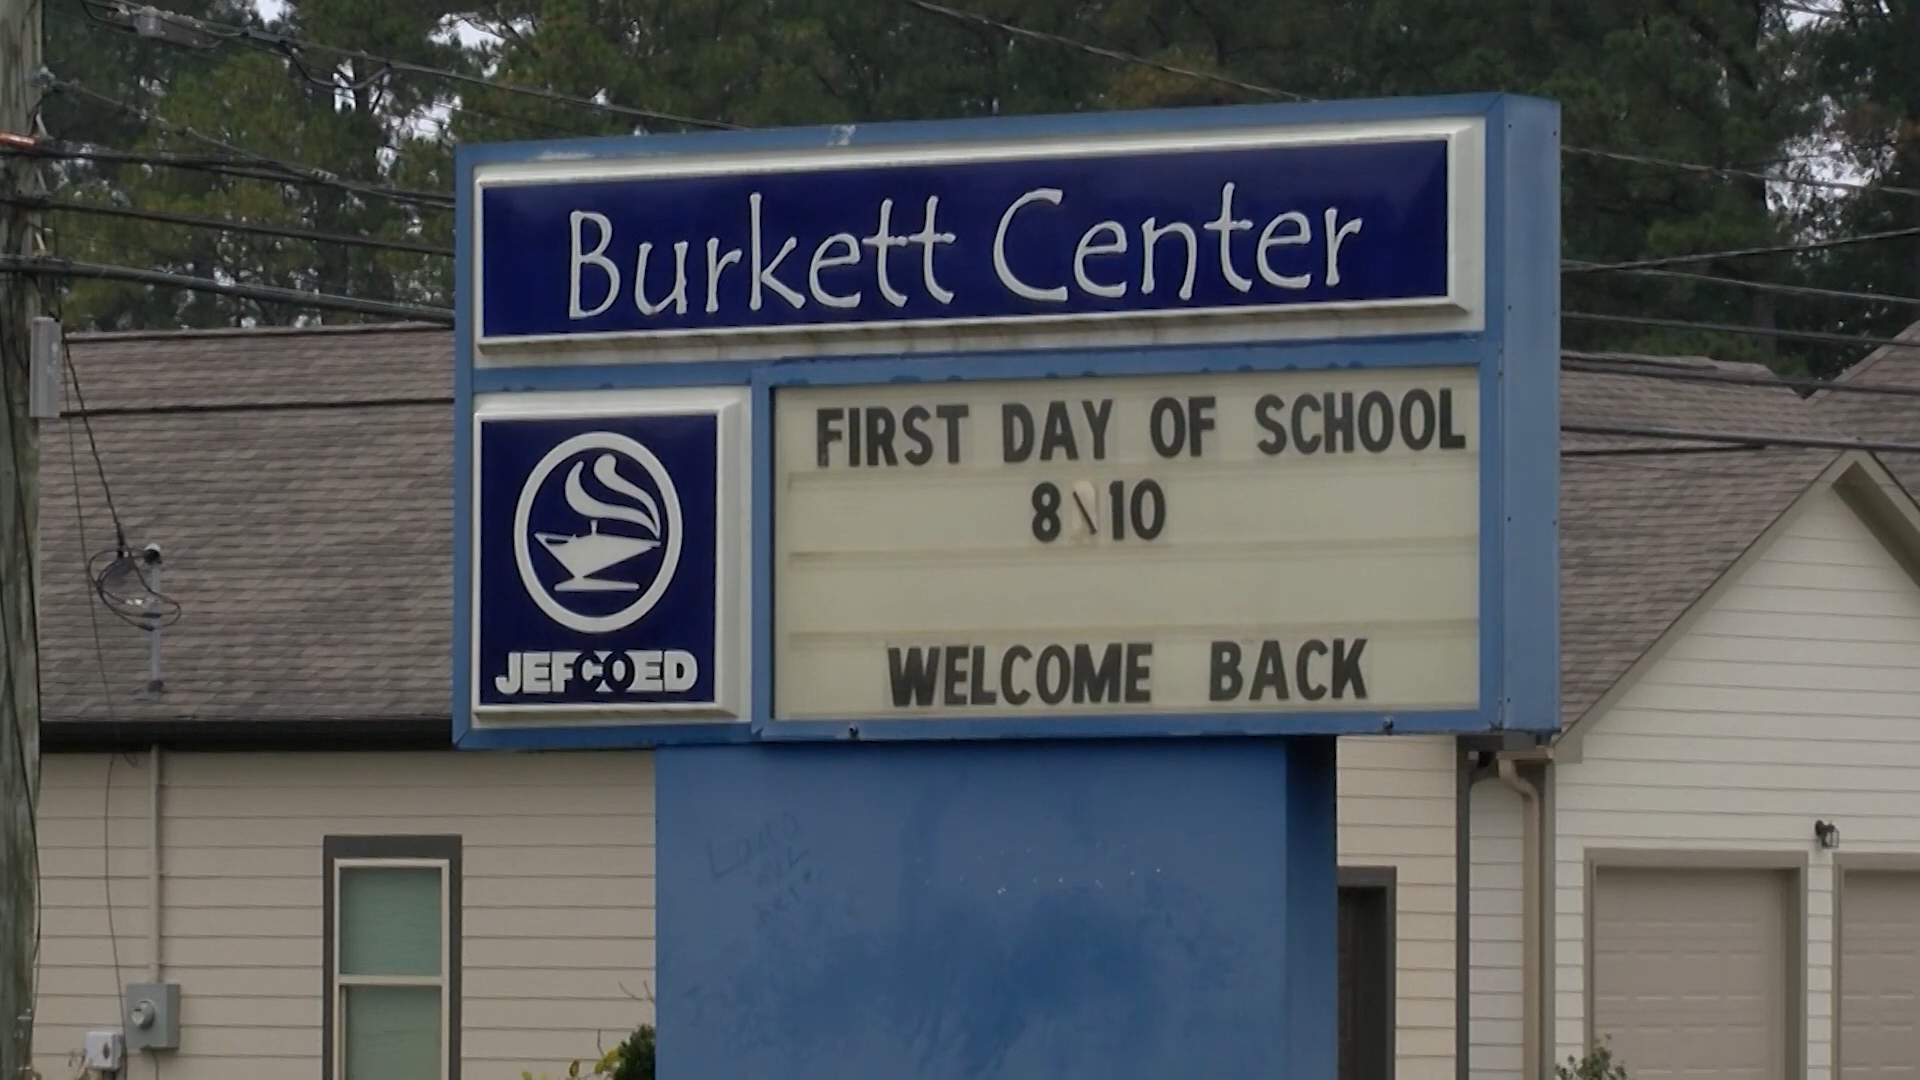 Burkett Center
FIRST DAY OF SCHOOL
8\10
WELCOME BACK
JEFCOED